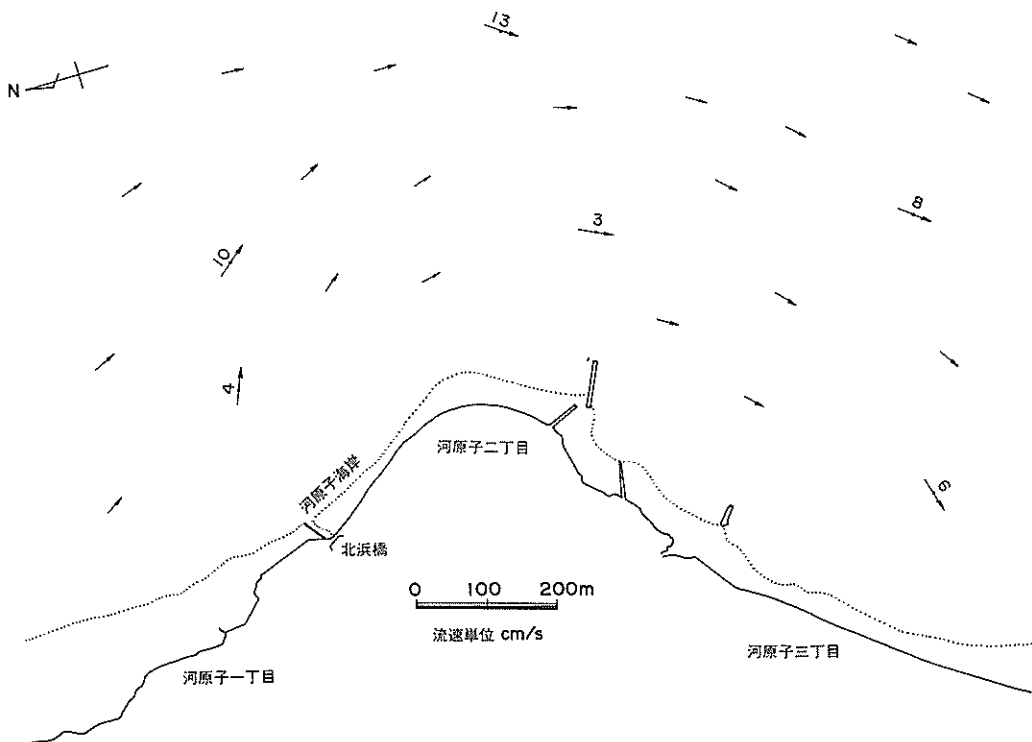 13
N
8
3
10
4
河原子二丁目
河原子海岸
6
北浜橋
0 100 200m
流速単位 cm/s
河原子三丁目
河原子一丁目